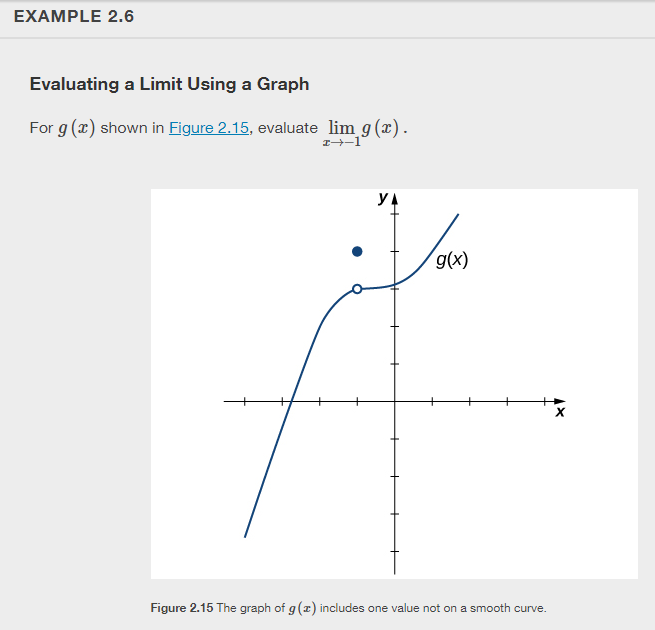 EXAMPLE 2.6
Evaluating a Limit Using a Graph
For g (x) shown in Figure 2.15, evaluate lim g (x) .
x→−1
y
g(x)
x
Figure 2.15 The graph of g (x) includes one value not on a smooth curve.